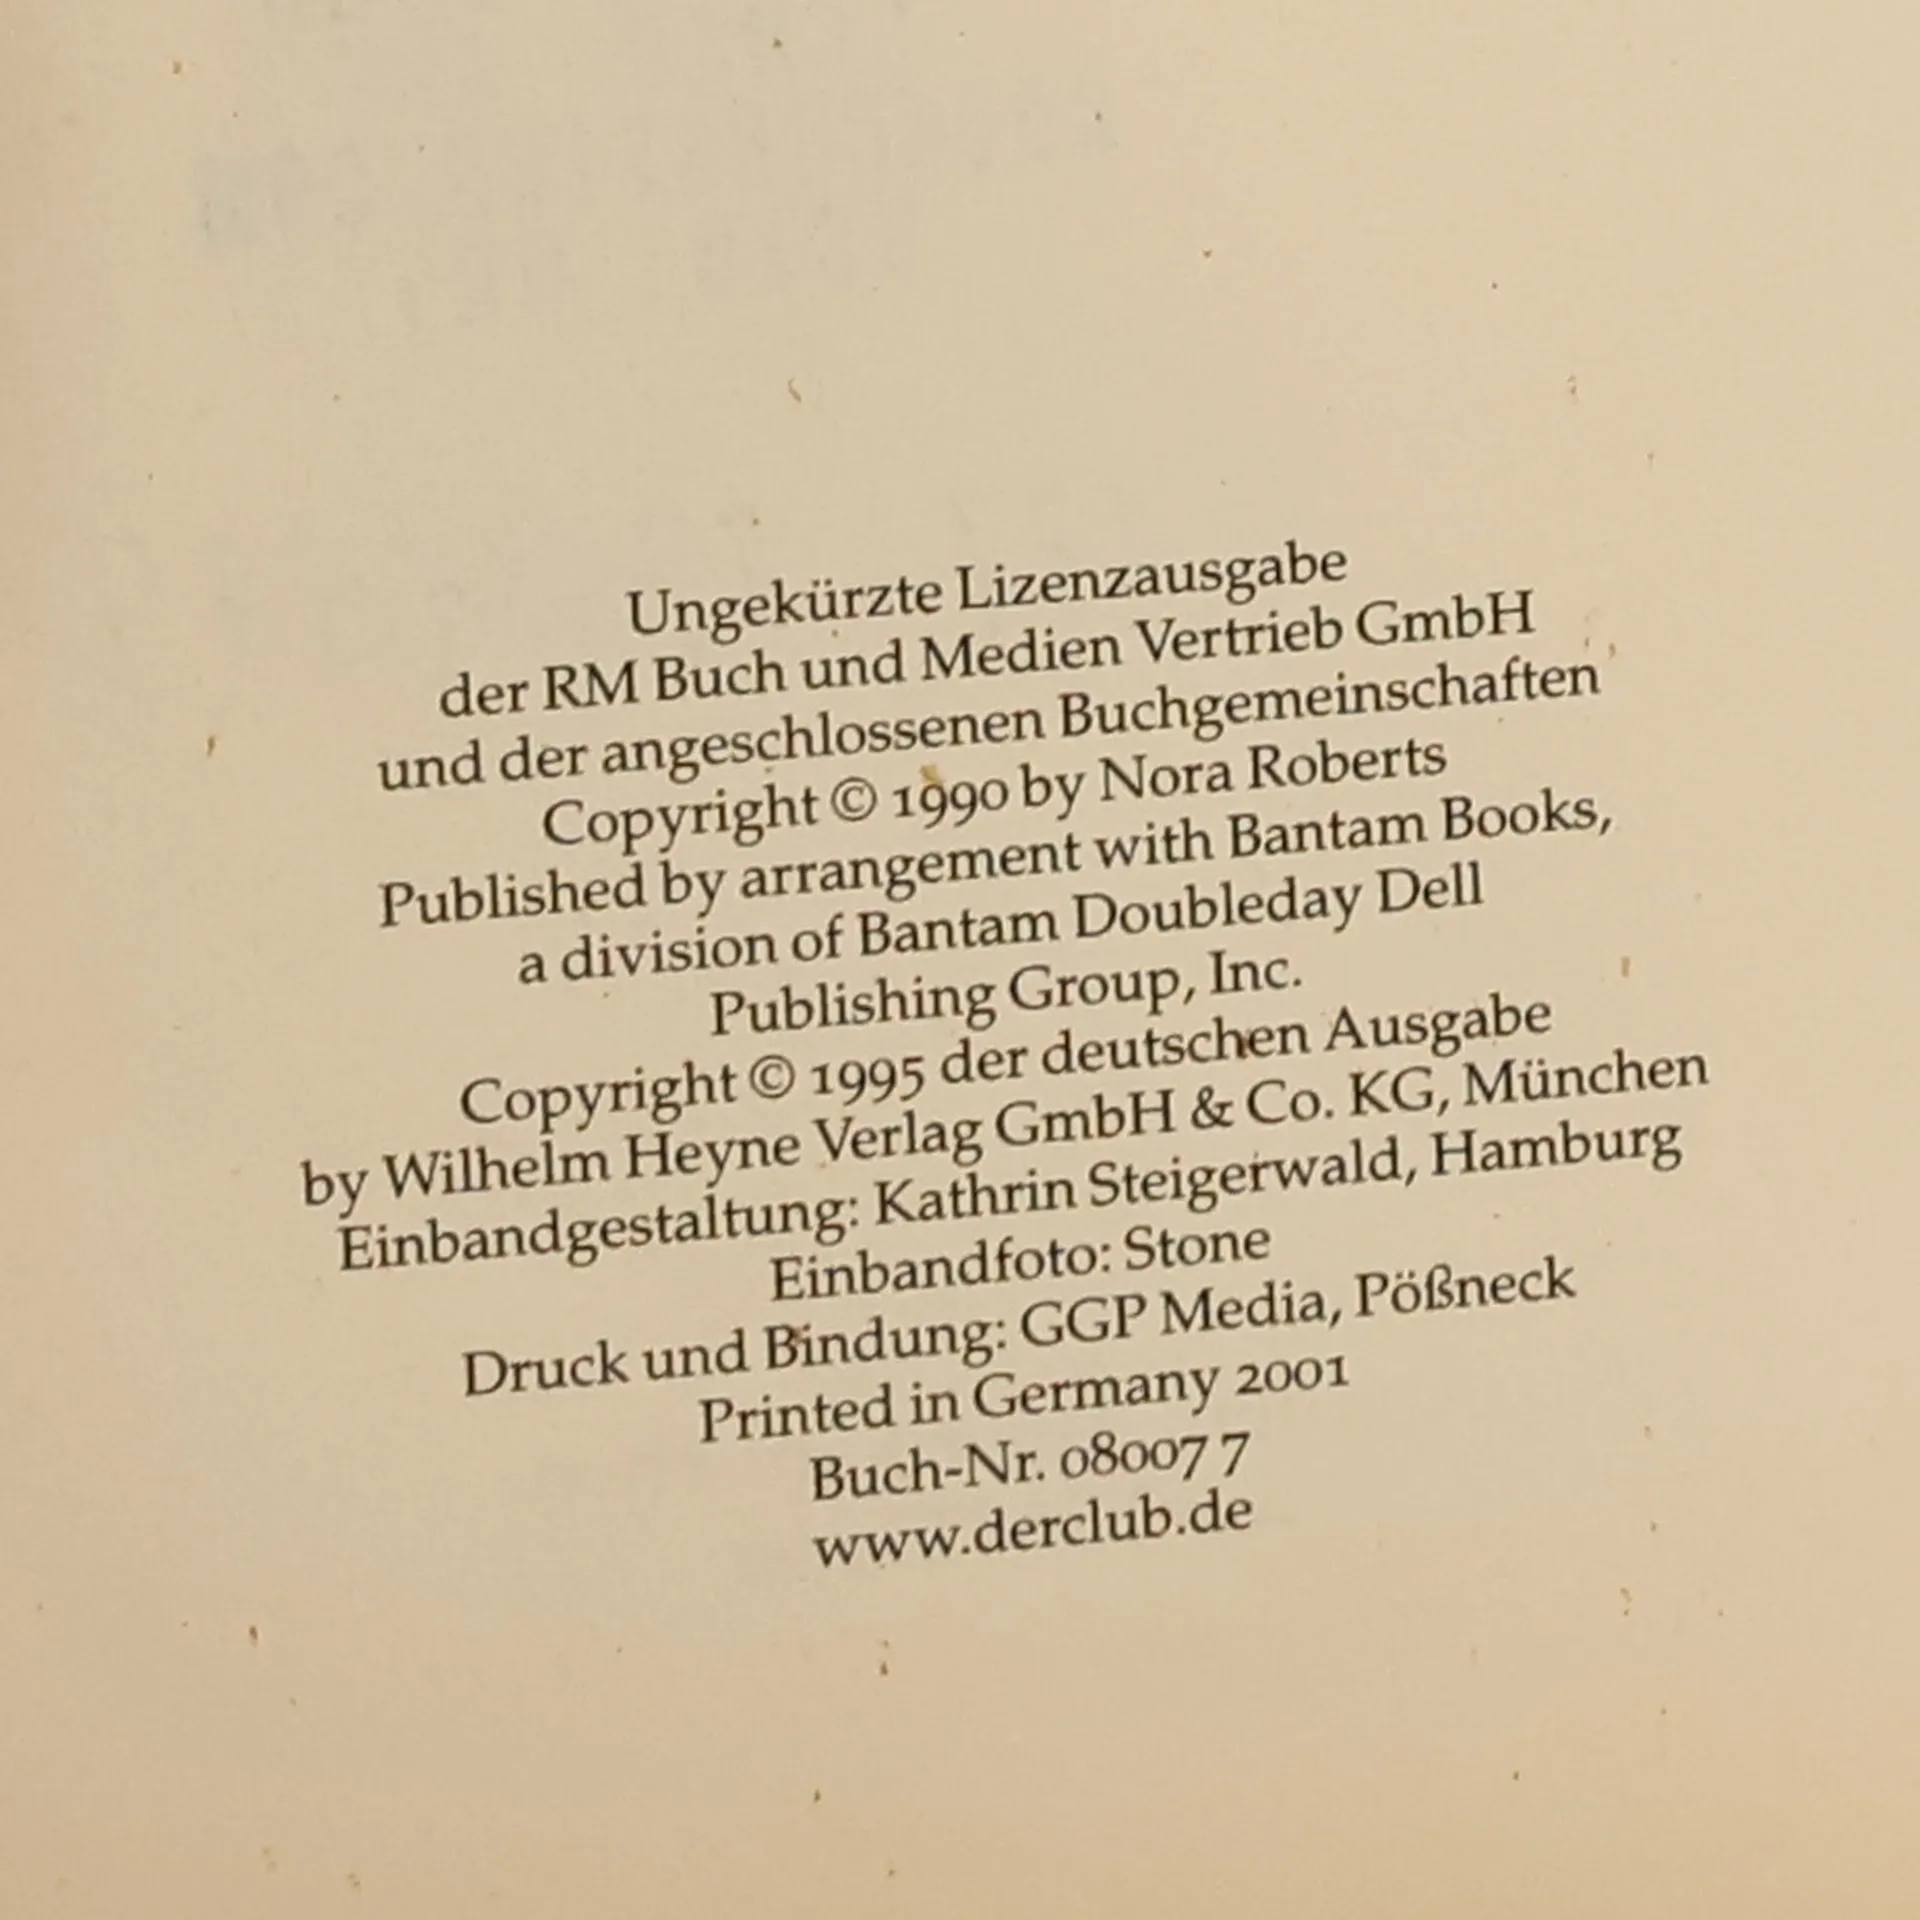 Ungekürzte Lizenzausgabe
der RM Buch und Medien Vertrieb GmbH
und der angeschlossenen Buchgemeinschaften
Copyright © 1990 by Nora Roberts
Published by arrangement with Bantam Books,
a division of Bantam Doubleday Dell
Publishing Group, Inc.
Copyright © 1995 der deutschen Ausgabe
by Wilhelm Heyne Verlag GmbH & Co. KG, München
Einbandgestaltung: Kathrin Steigerwald, Hamburg
Einbandfoto: Stone
Druck und Bindung: GGP Media, Pößneck
Printed in Germany 2001
Buch-Nr. 08007 7
www.derclub.de